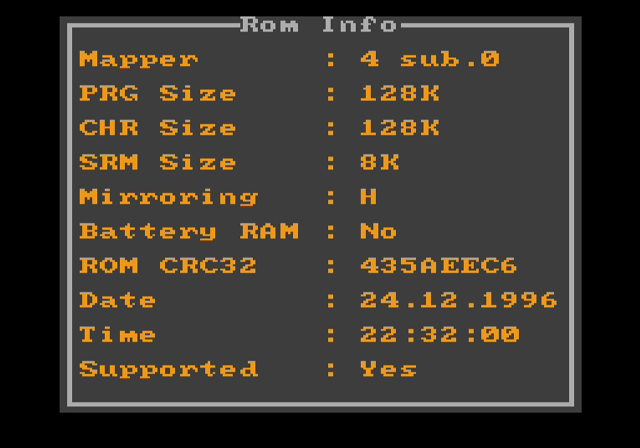 Rom Info
Mapper : 4 sub.0
PRG Size : 128K
CHR Size : 128K
SRM Size : 8K
Mirroring : H
Battery RAM : No
ROM CRC32 : 435AEEC6
Date : 24.12.1996
Time : 22:32:00
Supported : Yes